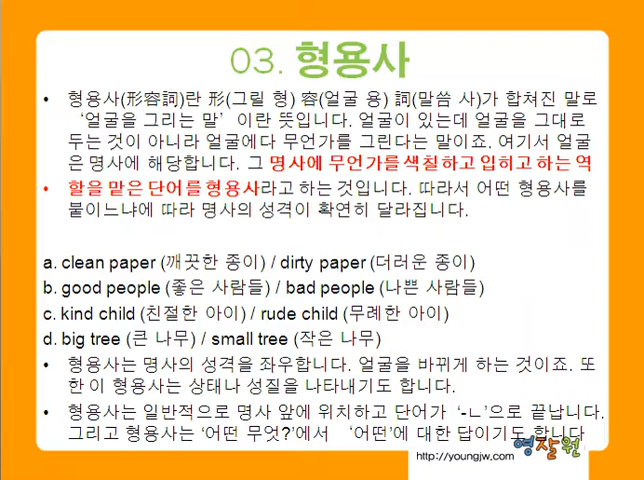 03. 형용사
• 형용사(形容詞)란 形(그릴 형) 容(얼굴 용) 詞(말씀 사)가 합쳐진 말로
‘얼굴을 그리는 말’ 이란 뜻입니다. 얼굴이 있는데 얼굴을 그대로
두는 것이 아니라 얼굴에다 무언가를 그린다는 말이죠. 여기서 얼굴
은 명사에 해당합니다. 그 명사에 무언가를 색칠하고 입히고 하는 역
• 할을 맡은 단어를 형용사라고 하는 것입니다. 따라서 어떤 형용사를
붙이느냐에 따라 명사의 성격이 확연히 달라집니다.
a. clean paper (깨끗한 종이) / dirty paper (더러운 종이)
b. good people (좋은 사람들) / bad people (나쁜 사람들)
c. kind child (친절한 아이) / rude child (무례한 아이)
d. big tree (큰 나무) / small tree (작은 나무)
• 형용사는 명사의 성격을 좌우합니다. 얼굴을 바뀌게 하는 것이죠. 또
한 이 형용사는 상태나 성질을 나타내기도 합니다.
• 형용사는 일반적으로 명사 앞에 위치하고 단어가 ‘-ㄴ’으로 끝납니다.
그리고 형용사는 ‘어떤 무엇?’에서 ‘어떤’에 대한 답이기도 합니다
영잘원
http://youngjw.com